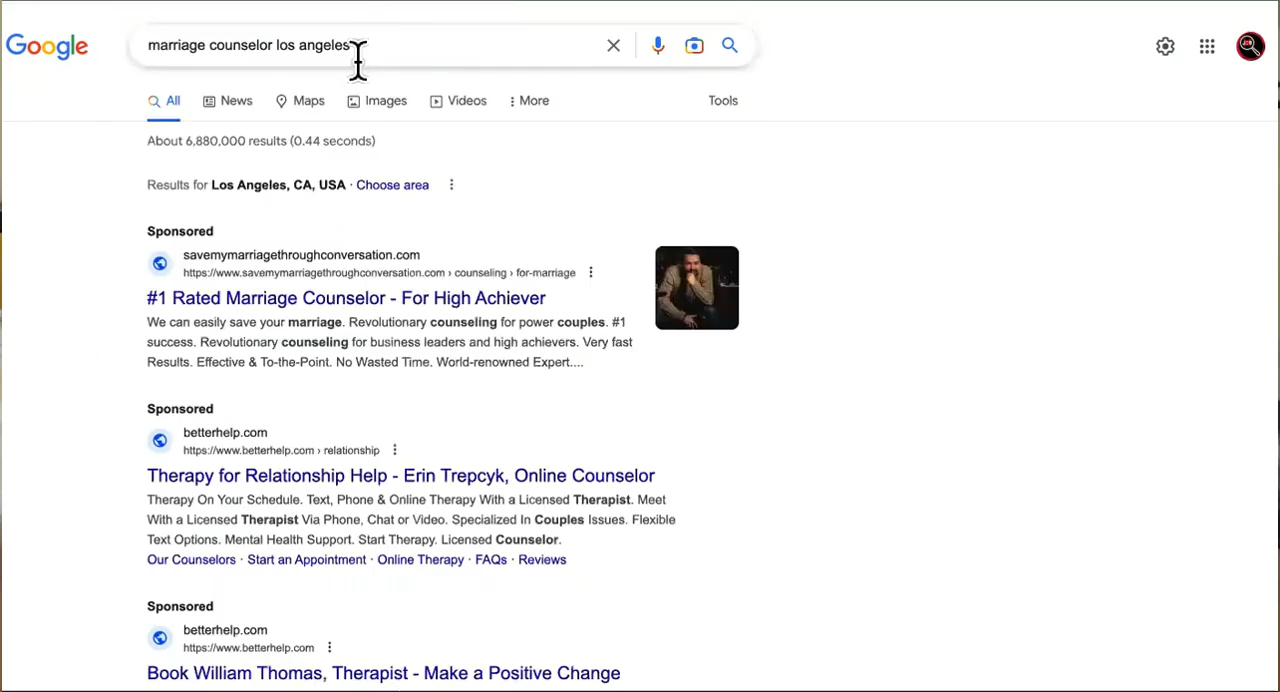 Google
marriage counselor los angeles
All News Maps Images Videos More Tools
About 6,880,000 results (0.44 seconds)
Results for Los Angeles, CA, USA · Choose area
Sponsored
savemymarriagethroughconversation.com
https://www.savemymarriagethroughconversation.com › counseling › for-marriage
#1 Rated Marriage Counselor - For High Achiever
We can easily save your marriage. Revolutionary counseling for power couples. #1
success. Revolutionary counseling for business leaders and high achievers. Very fast
Results. Effective & To-the-Point. No Wasted Time. World-renowned Expert....
Sponsored
betterhelp.com
https://www.betterhelp.com › relationship
Therapy for Relationship Help - Erin Trepcyk, Online Counselor
Therapy On Your Schedule. Text, Phone & Online Therapy With a Licensed Therapist. Meet
With a Licensed Therapist Via Phone, Chat or Video. Specialized In Couples Issues. Flexible
Text Options. Mental Health Support. Start Therapy. Licensed Counselor.
Our Counselors · Start an Appointment · Online Therapy · FAQs · Reviews
Sponsored
betterhelp.com
https://www.betterhelp.com
Book William Thomas, Therapist - Make a Positive Change